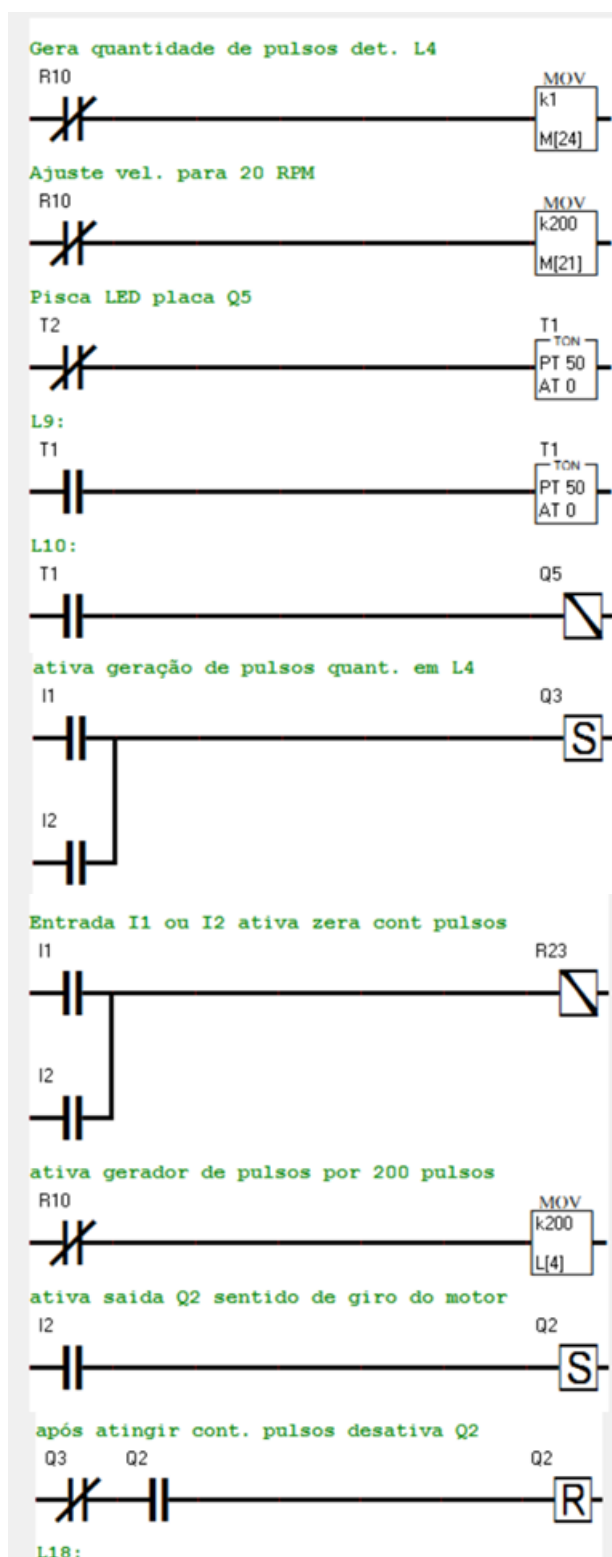 Gera quantidade de pulsos det. L4
R10 MOV
k1
M[24]
Ajuste vel. para 20 RPM
R10 MOV
k200
M[21]
Pisca LED placa Q5
T2 T1
TON
PT 50
AT 0
L9:
T1 T1
TON
PT 50
AT 0
L10:
T1 Q5
ativa geração de pulsos quant. em L4
I1 Q3
S
I2
Entrada I1 ou I2 ativa zera cont pulsos
I1 R23
I2
ativa gerador de pulsos por 200 pulsos
R10 MOV
k200
L[4]
ativa saida Q2 sentido de giro do motor
I2 Q2
S
após atingir cont. pulsos desativa Q2
Q3 Q2 Q2
R
L18: